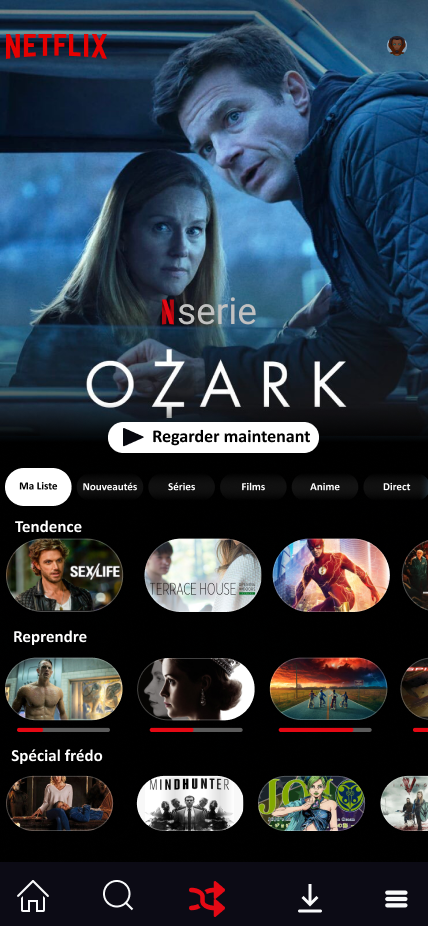 NETFLIX
N serie
OZARK
Regarder maintenant
Ma Liste Nouveautés Séries Films Anime Direct
Tendence
SEX/LIFE
TERRACE HOUSE
Reprendre
Spécial frédo
MINDHUNTER
JOJO